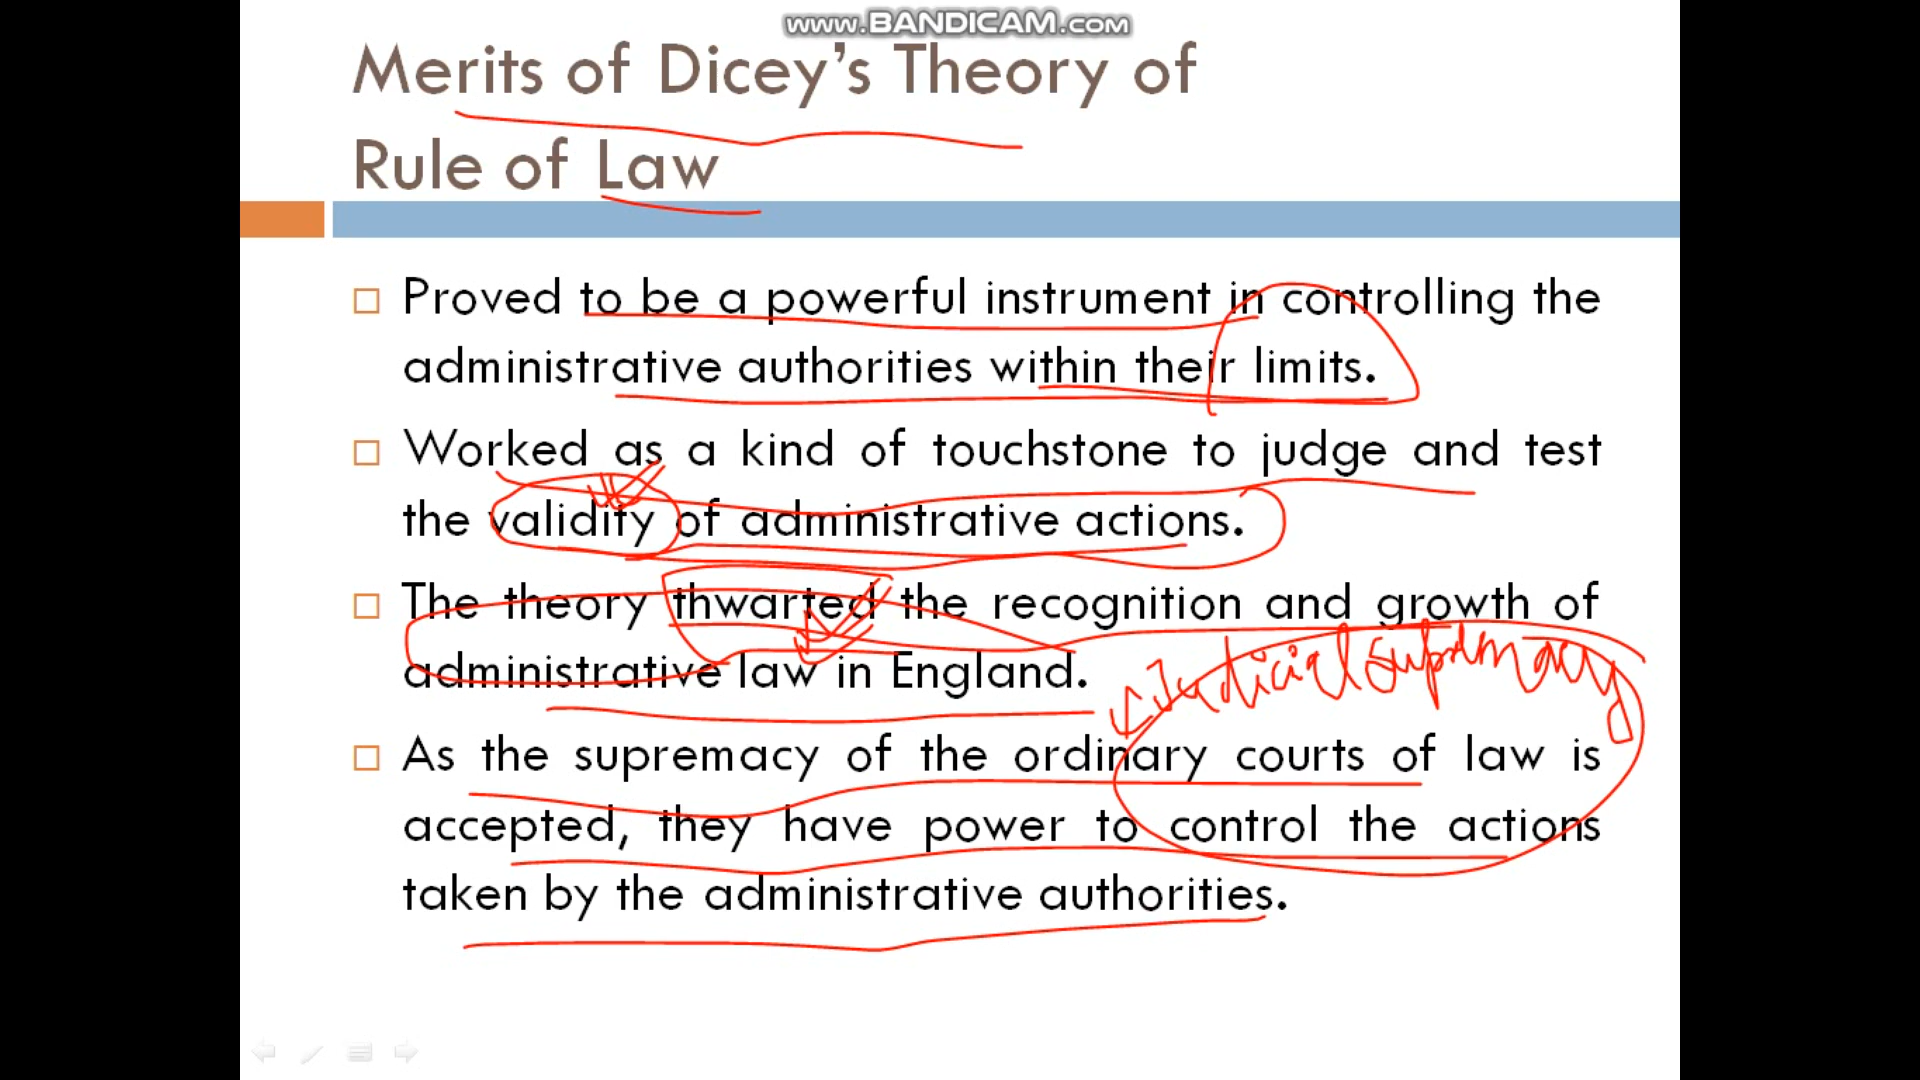 www.BANDICAM.com
Merits of Dicey's Theory of
Rule of Law
Proved to be a powerful instrument in controlling the
administrative authorities within their limits.
Worked as a kind of touchstone to judge and test
the validity of administrative actions.
The theory thwarted the recognition and growth of
administrative law in England.
Judicial supremacy
As the supremacy of the ordinary courts of law is
accepted, they have power to control the actions
taken by the administrative authorities.